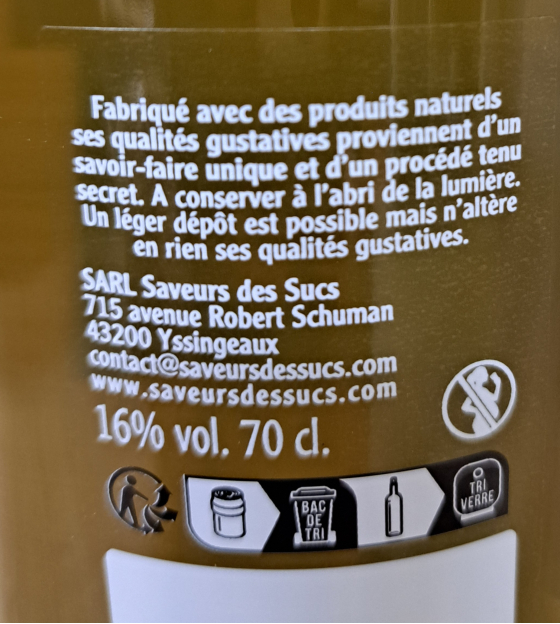 Fabriqué avec des produits naturels
ses qualités gustatives proviennent d'un
savoir-faire unique et d'un procédé tenu
secret. A conserver à l'abri de la lumière.
Un léger dépôt est possible mais n'altère
en rien ses qualités gustatives.
SARL Saveurs des Sucs
715 avenue Robert Schuman
43200 Yssingeaux
contact@saveursdessucs.com
www.saveursdessucs.com
16% vol. 70 cl.
BAC
DE
TRI
TRI
VERRE